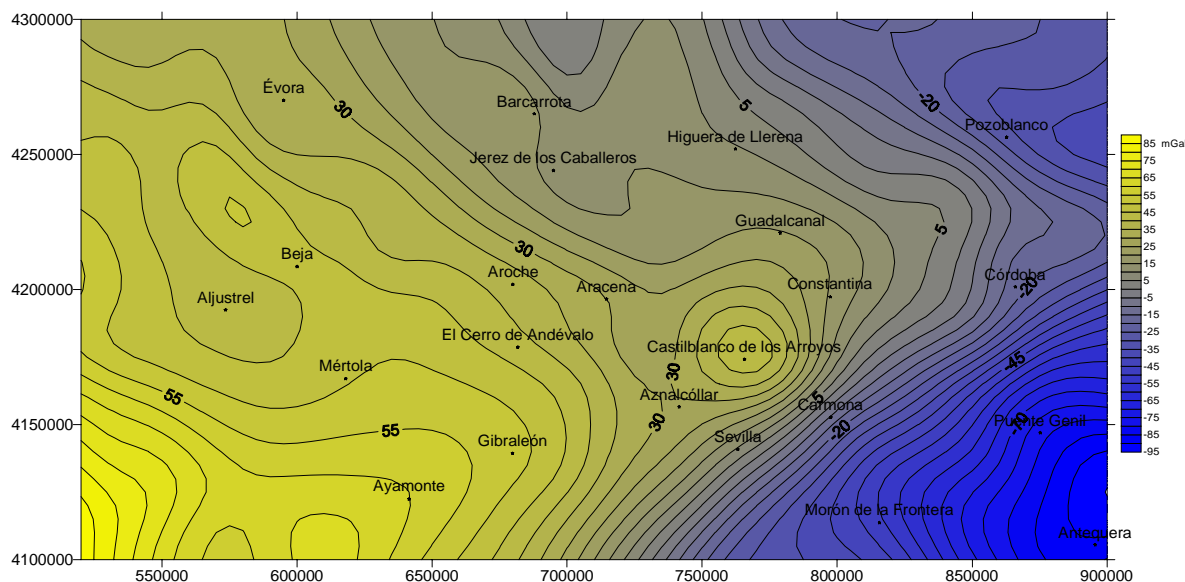 4300000
Évora
30
Barcarrota
5
-20
Pozoblanco
Higuera de Llerena
85 mGal
4250000
Jerez de los Caballeros
75
65
55
45
Guadalcanal
5
35
25
Beja
30
15
Aroche
Córdoba
5
4200000
Aljustrel
Aracena
Constantina
-20
-5
-15
El Cerro de Andévalo
Castilblanco de los Arroyos
-25
Mértola
30
-45
-35
55
Aznalcóllar
5
-45
Carmona
-55
4150000
55
Gibraleón
30
Sevilla
-20
-70
Puente Genil
-65
-75
-85
-95
Ayamonte
Morón de la Frontera
Antequera
4100000
550000 600000 650000 700000 750000 800000 850000 900000